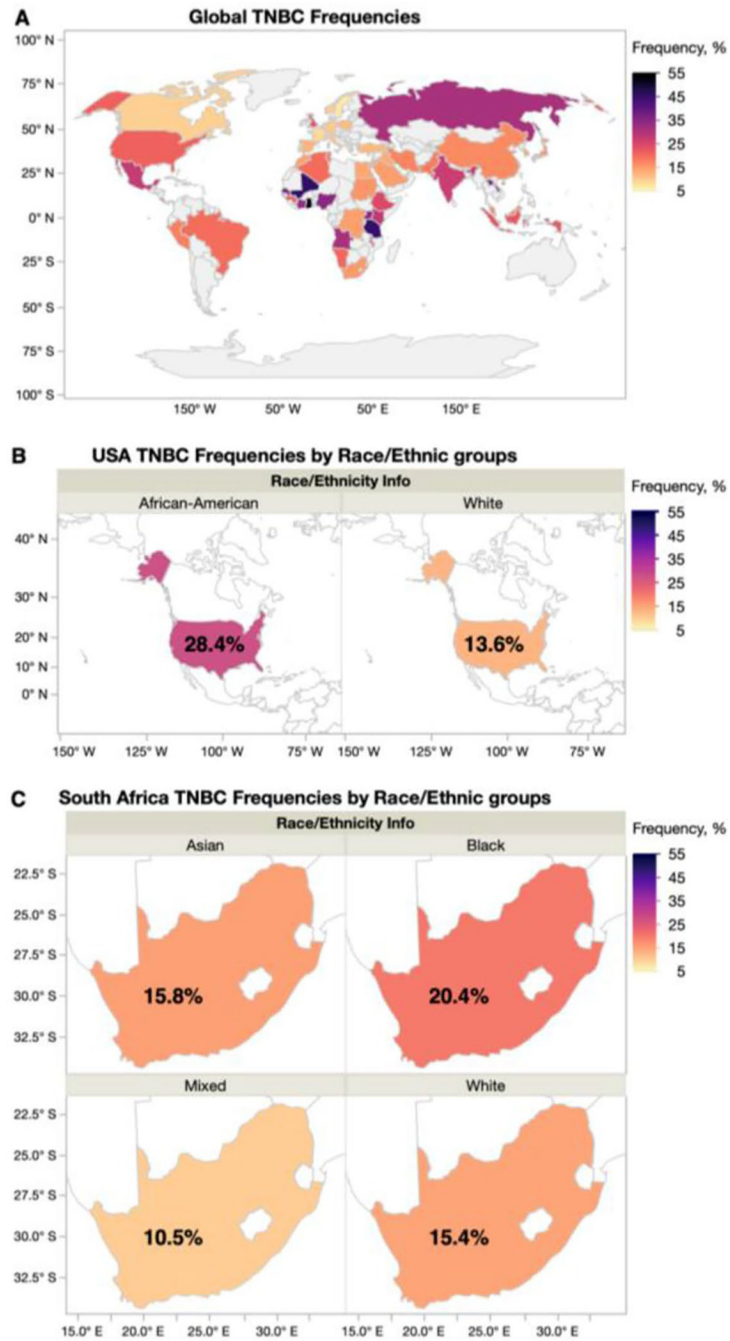 A Global TNBC Frequencies
Frequency, %
100° N
75° N
50° N
25° N
0° N
25° S
50° S
75° S
100° S
55
45
35
25
15
5
150° W 50° W 50° E 150° E
B USA TNBC Frequencies by Race/Ethnic groups
Race/Ethnicity Info
African-American White
Frequency, %
55
45
35
25
15
5
40° N
30° N
20° N
10° N
0° N
28.4% 13.6%
150° W 125° W 100° W 75° W 150° W 125° W 100° W 75° W
C South Africa TNBC Frequencies by Race/Ethnic groups
Race/Ethnicity Info
Asian Black
Frequency, %
55
45
35
25
15
5
22.5° S
25.0° S
27.5° S
30.0° S
32.5° S
15.8% 20.4%
Mixed White
22.5° S
25.0° S
27.5° S
30.0° S
32.5° S
10.5% 15.4%
15.0° E 20.0° E 30.0° E 15.0° E 20.0° E 30.0° E